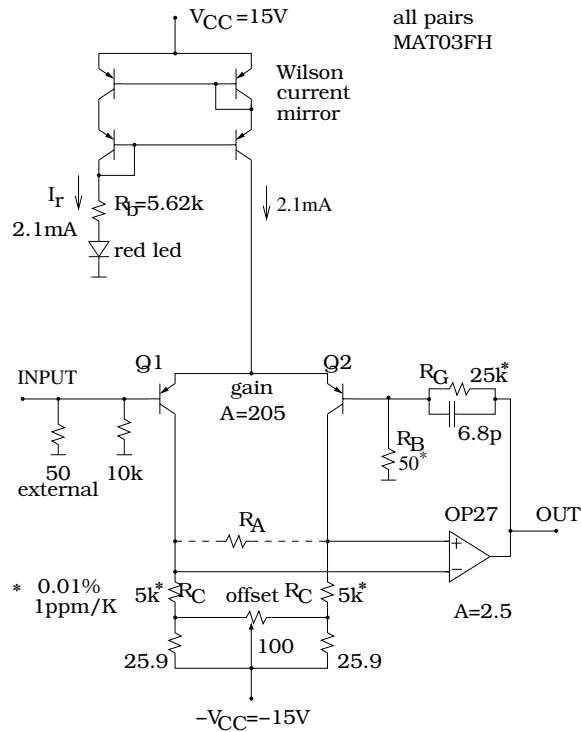 V_CC=15V
all pairs
MAT03FH
Wilson
current
mirror
I_r
R_b=5.62k
2.1mA
2.1mA
red led
Q1
Q2
INPUT
gain
A=205
R_G
25k*
6.8p
R_B
50*
50
external
10k
OP27
OUT
R_A
+
−
* 0.01%
1ppm/K
5k*
R_C
offset
R_C
5k*
A=2.5
25.9
100
25.9
−V_CC=−15V